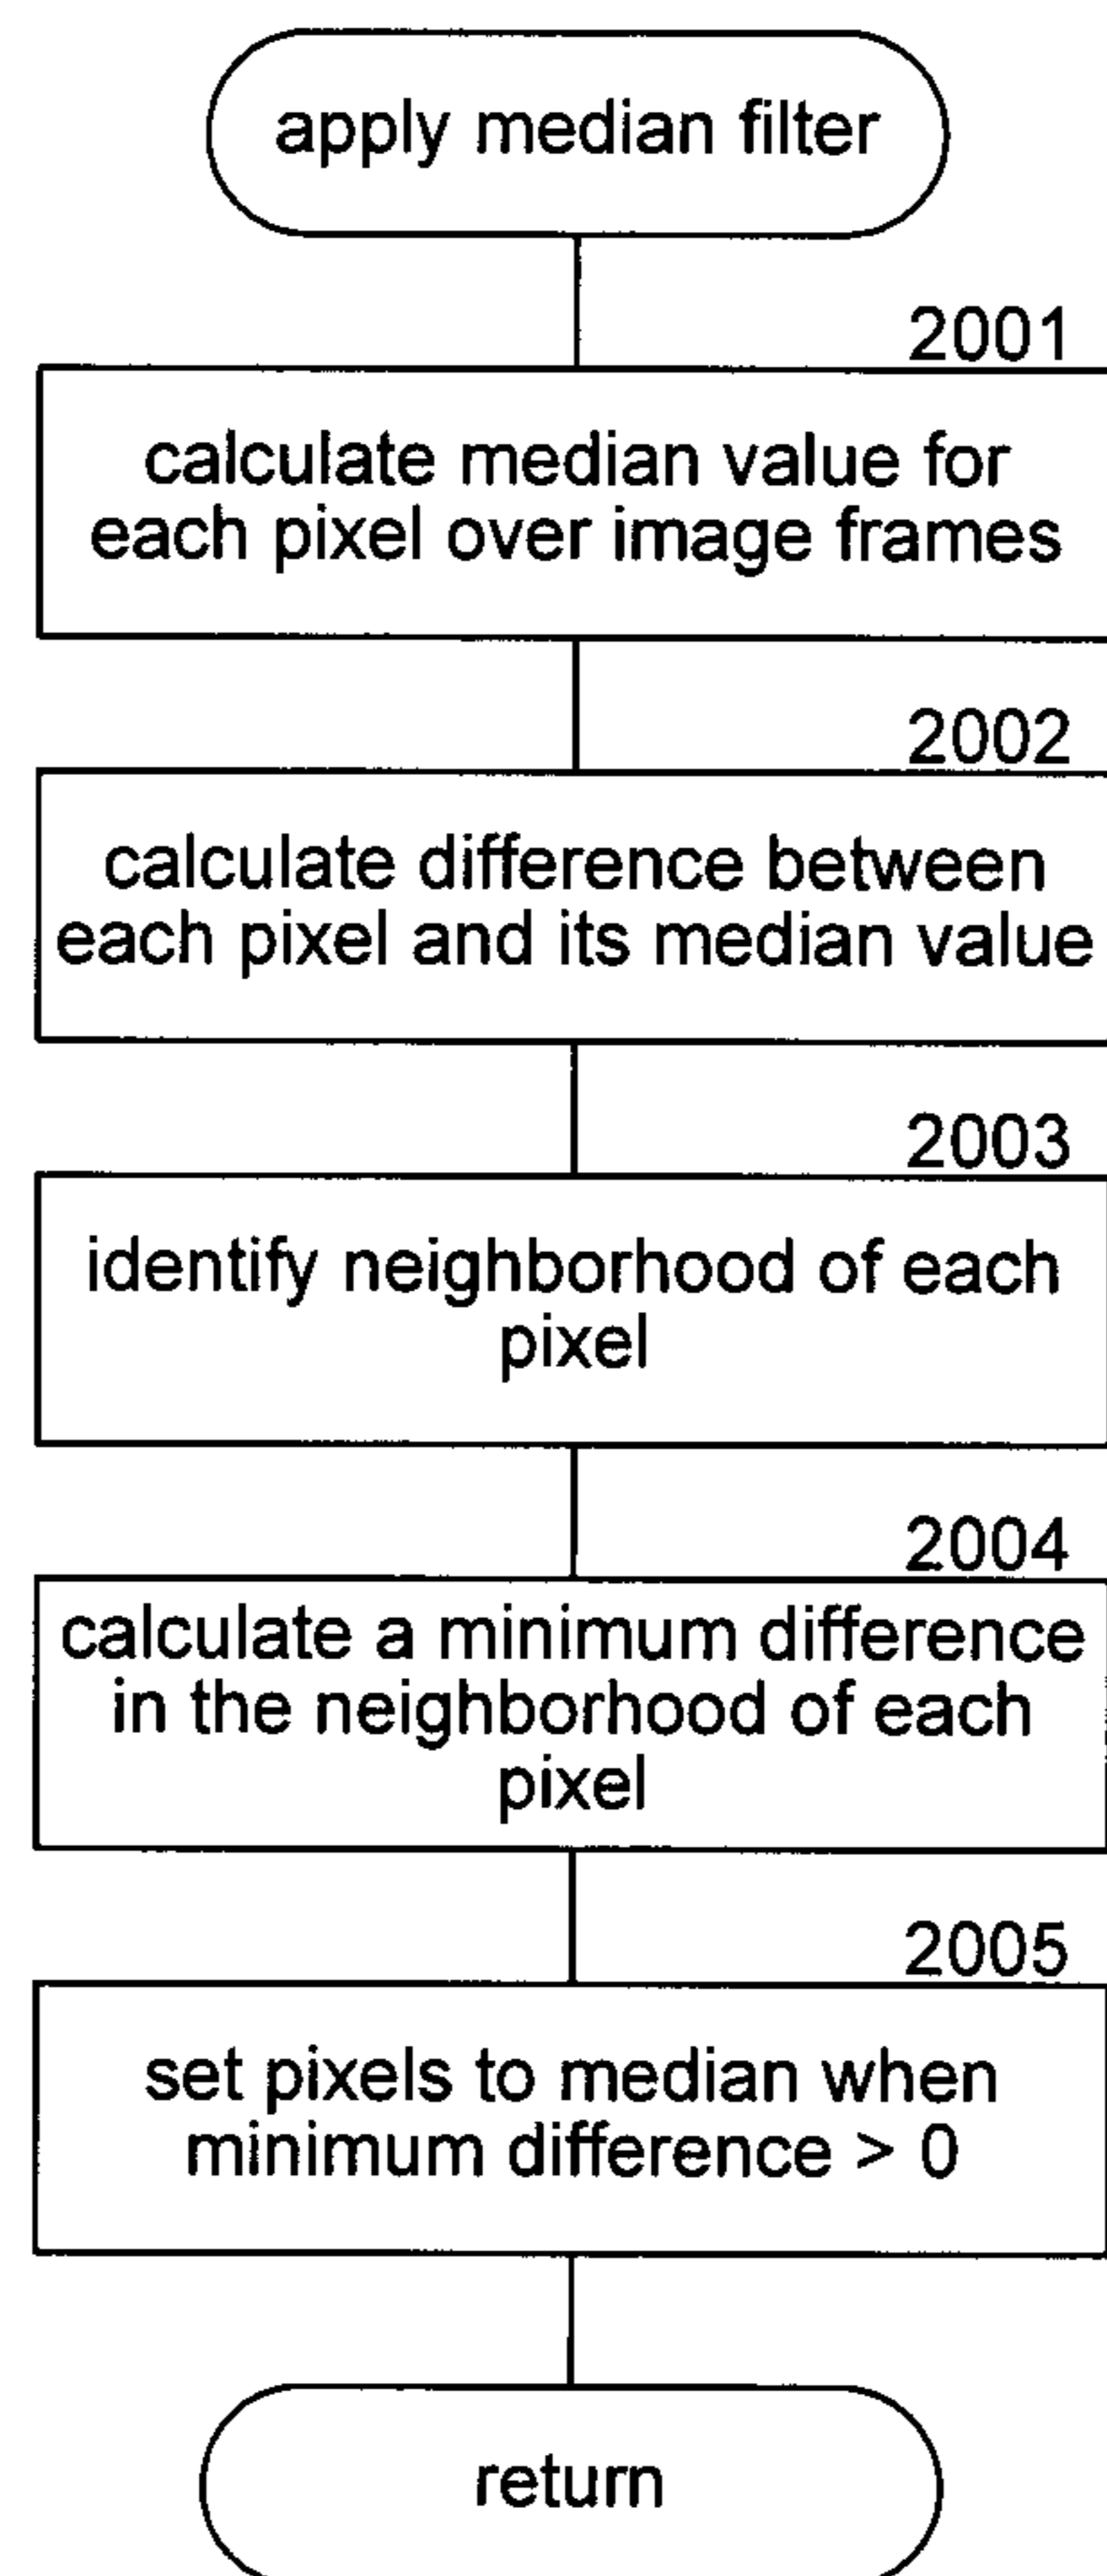 apply median filter
2001
calculate median value for
each pixel over image frames
2002
calculate difference between
each pixel and its median value
2003
identify neighborhood of each
pixel
2004
calculate a minimum difference
in the neighborhood of each
pixel
2005
set pixels to median when
minimum difference > 0
return